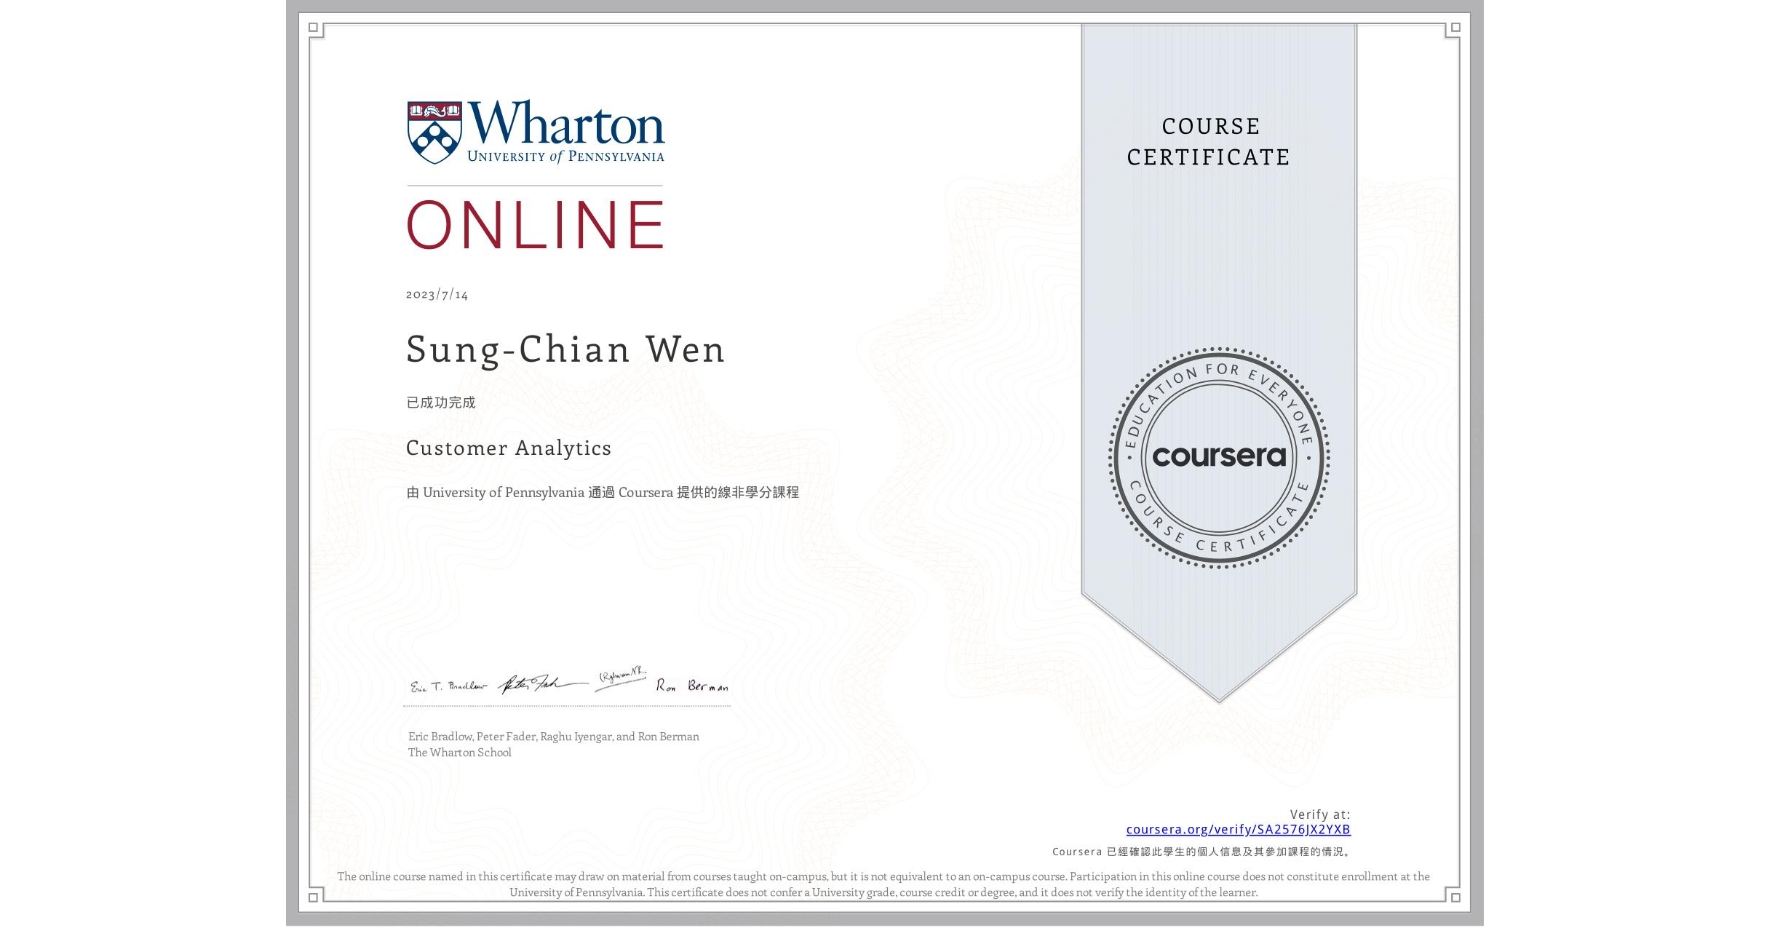 Wharton
UNIVERSITY of PENNSYLVANIA
ONLINE
2023/7/14
Sung-Chian Wen
已成功完成
Customer Analytics
由 University of Pennsylvania 通過 Coursera 提供的線非學分課程
Eric T. Bradlow
Ron Berman
Eric Bradlow, Peter Fader, Raghu Iyengar, and Ron Berman
The Wharton School
COURSE
CERTIFICATE
EDUCATION FOR EVERYONE
coursera
COURSE CERTIFICATE
Verify at:
coursera.org/verify/SA2576JX2YXB
Coursera 已經確認此學生的個人信息及其參加課程的情況。
The online course named in this certificate may draw on material from courses taught on-campus, but it is not equivalent to an on-campus course. Participation in this online course does not constitute enrollment at the
University of Pennsylvania. This certificate does not confer a University grade, course credit or degree, and it does not verify the identity of the learner.